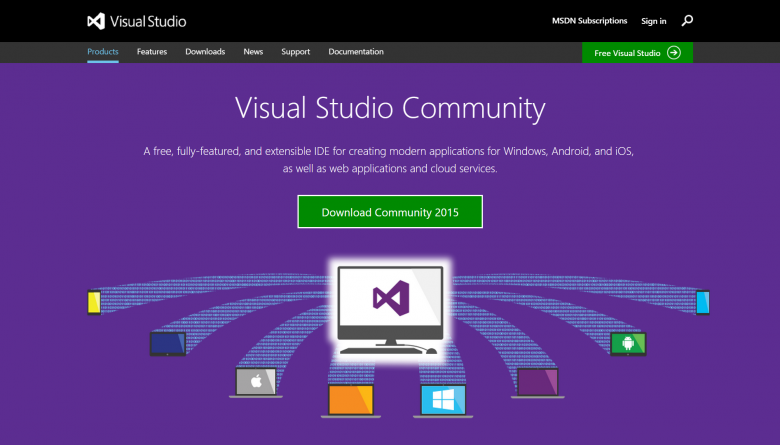 Visual Studio
MSDN Subscriptions Sign in
Products Features Downloads News Support Documentation Free Visual Studio
Visual Studio Community
A free, fully-featured, and extensible IDE for creating modern applications for Windows, Android, and iOS,
as well as web applications and cloud services.
Download Community 2015